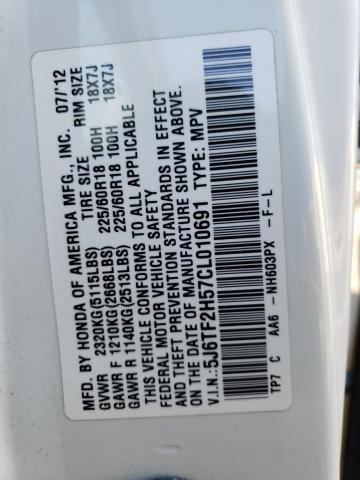 MFD. BY HONDA OF AMERICA MFG., INC. 07/'12
TIRE SIZE RIM SIZE
GVWR 2320KG(5115LBS)
GAWR F 1210KG(2668LBS) 225/60R18 100H 18X7J
GAWR R 1140KG(2513LBS) 225/60R18 100H 18X7J
THIS VEHICLE CONFORMS TO ALL APPLICABLE
FEDERAL MOTOR VEHICLE SAFETY
AND THEFT PREVENTION STANDARDS IN EFFECT
ON THE DATE OF MANUFACTURE SHOWN ABOVE.
V.I.N.: 5J6TF2H57CL010691 TYPE: MPV
TP7 C AA6 -NH603PX - F-L